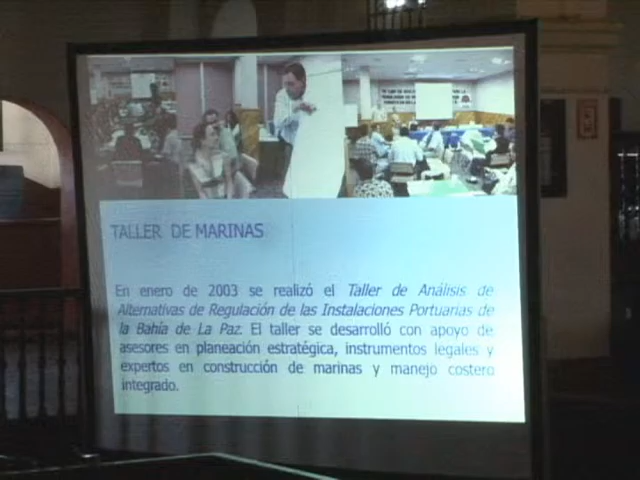 TALLER DE MARINAS
En enero de 2003 se realizó el Taller de Análisis de
Alternativas de Regulación de las Instalaciones Portuarias de
la Bahía de La Paz. El taller se desarrolló con apoyo de
asesores en planeación estratégica, instrumentos legales y
expertos en construcción de marinas y manejo costero
integrado.